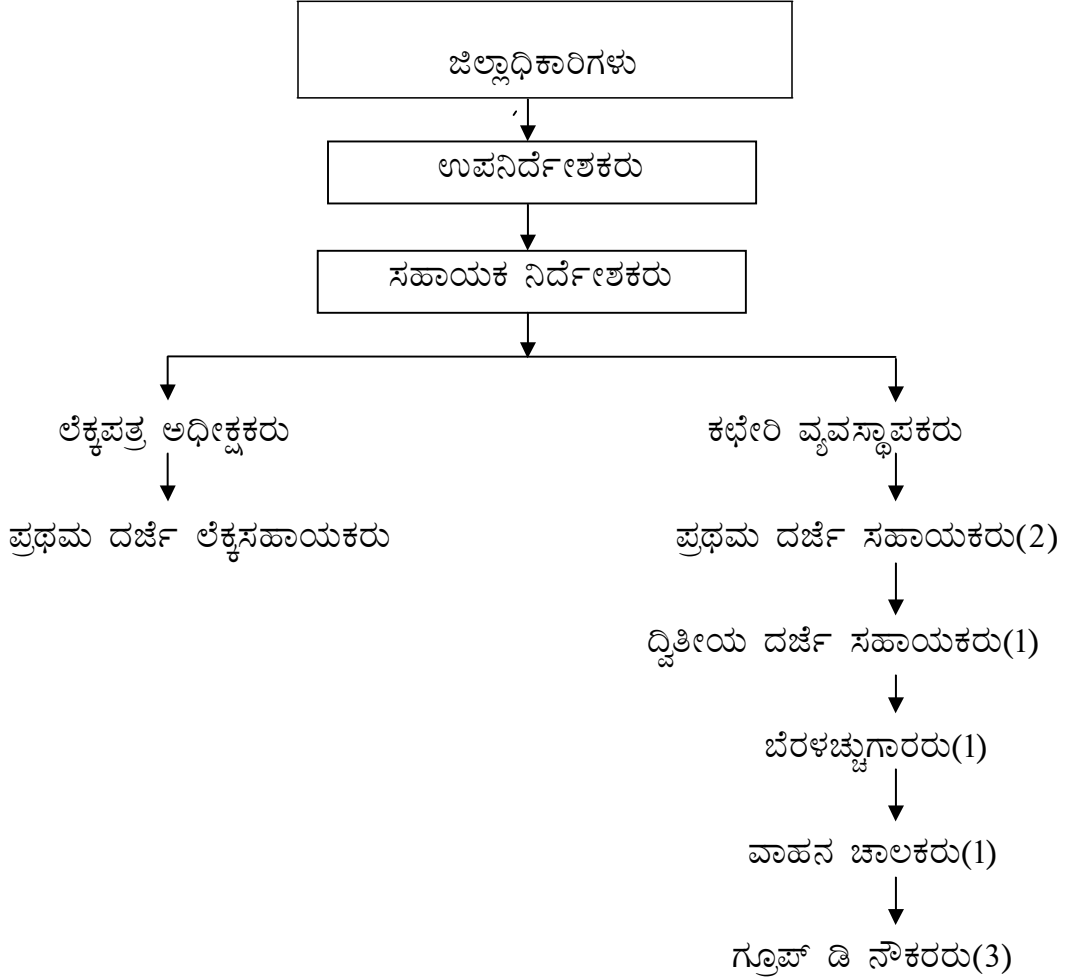 ಜಿಲ್ಲಾಧಿಕಾರಿಗಳು
ಉಪನಿರ್ದೇಶಕರು
ಸಹಾಯಕ ನಿರ್ದೇಶಕರು
ಲೆಕ್ಕಪತ್ರ ಅಧೀಕ್ಷಕರು
ಕಛೇರಿ ವ್ಯವಸ್ಥಾಪಕರು
ಪ್ರಥಮ ದರ್ಜೆ ಲೆಕ್ಕಸಹಾಯಕರು
ಪ್ರಥಮ ದರ್ಜೆ ಸಹಾಯಕರು(2)
ದ್ವಿತೀಯ ದರ್ಜೆ ಸಹಾಯಕರು(1)
ಬೆರಳಚ್ಚುಗಾರರು(1)
ವಾಹನ ಚಾಲಕರು(1)
ಗ್ರೂಪ್ ಡಿ ನೌಕರರು(3)